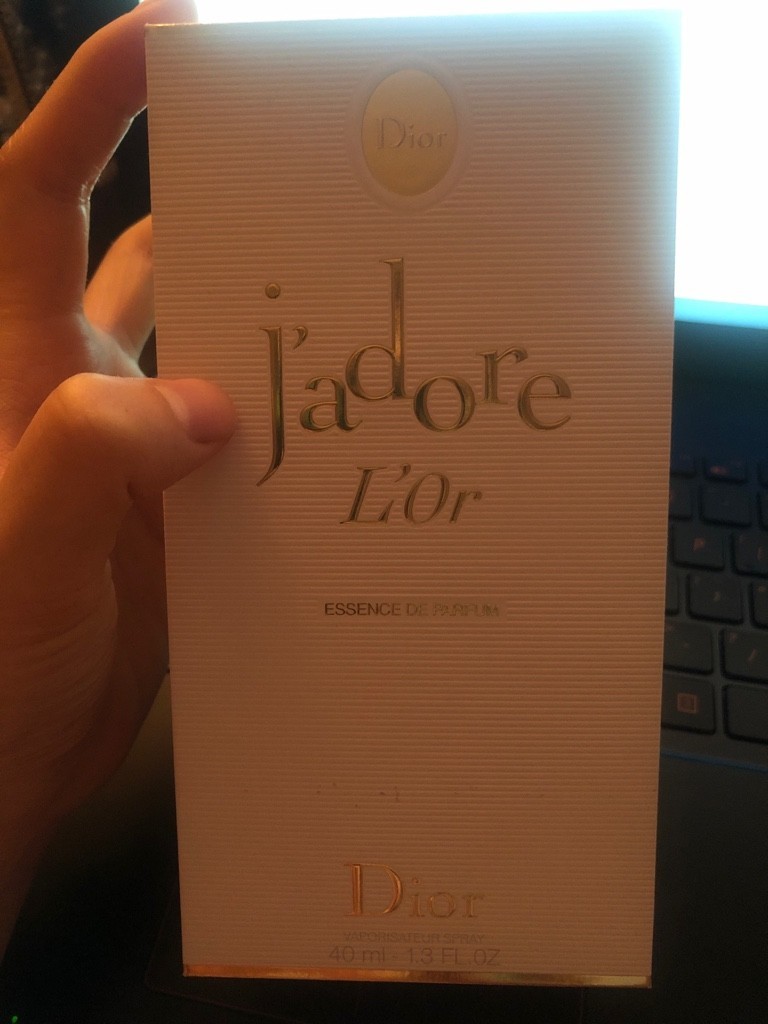 Dior
j'adore
L'Or
ESSENCE DE PARFUM
Dior
VAPORISATEUR SPRAY
40 ml - 1.3 FL. OZ